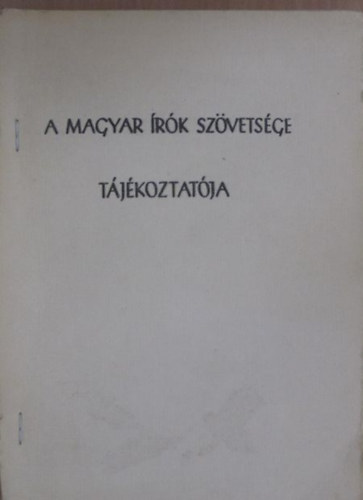 A MAGYAR ÍRÓK SZÖVETSÉGE
TÁJÉKOZTATÓJA